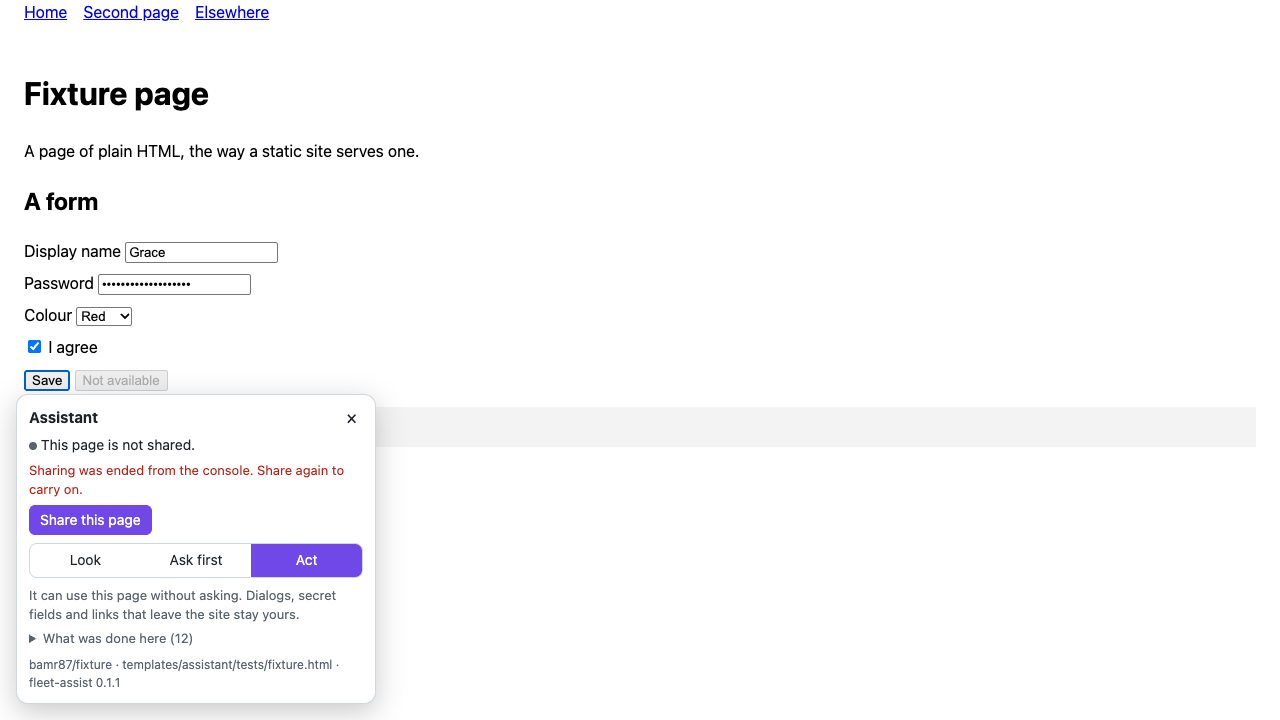 Home Second page Elsewhere
Fixture page
A page of plain HTML, the way a static site serves one.
A form
Display name Grace
Password •••••••••••••••••••
Colour Red
I agree
Save Not available
Assistant ×
This page is not shared.
Sharing was ended from the console. Share again to
carry on.
Share this page
Look Ask first Act
It can use this page without asking. Dialogs, secret
fields and links that leave the site stay yours.
What was done here (12)
bamr87/fixture · templates/assistant/tests/fixture.html ·
fleet-assist 0.1.1